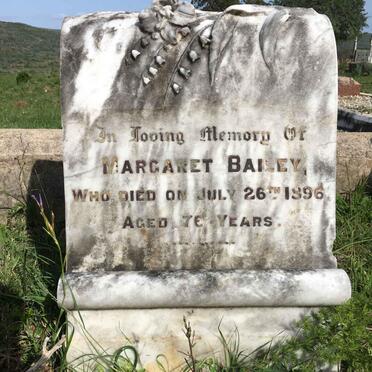 In Loving Memory Of
MARGARET BAILEY,
WHO DIED ON JULY 26TH 1896
AGED 76 YEARS.